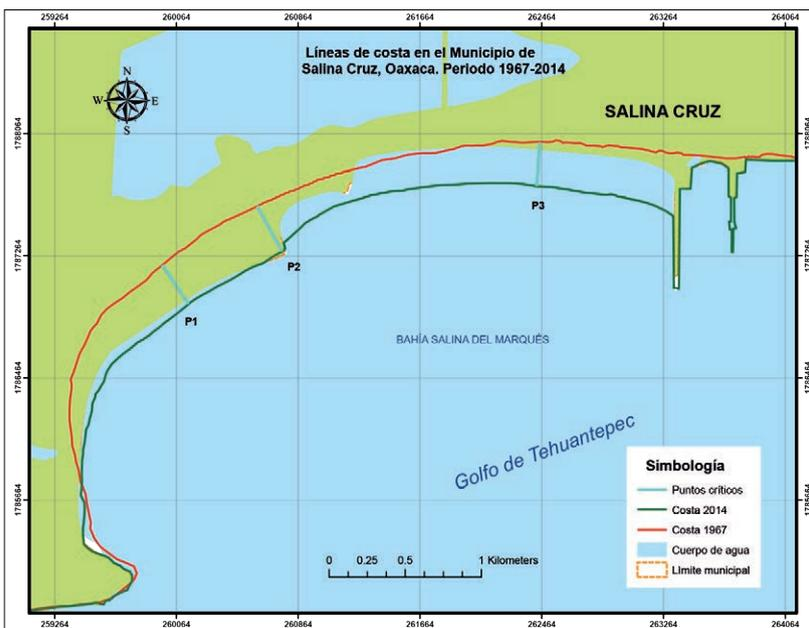 259264 260064 260864 261664 262464 263264 264064
Líneas de costa en el Municipio de
Salina Cruz, Oaxaca. Periodo 1967-2014
N
W E
S
SALINA CRUZ
1788064 1788064
P3
1787264 1787264
P2
P1
BAHÍA SALINA DEL MARQUÉS
1786464 1786464
Golfo de Tehuantepec
Simbología
Puntos críticos
1785664 1785664
Costa 2014
Costa 1967
Cuerpo de agua
Límite municipal
0 0.25 0.5 1 Kilometers
259264 260064 260864 261664 262464 263264 264064